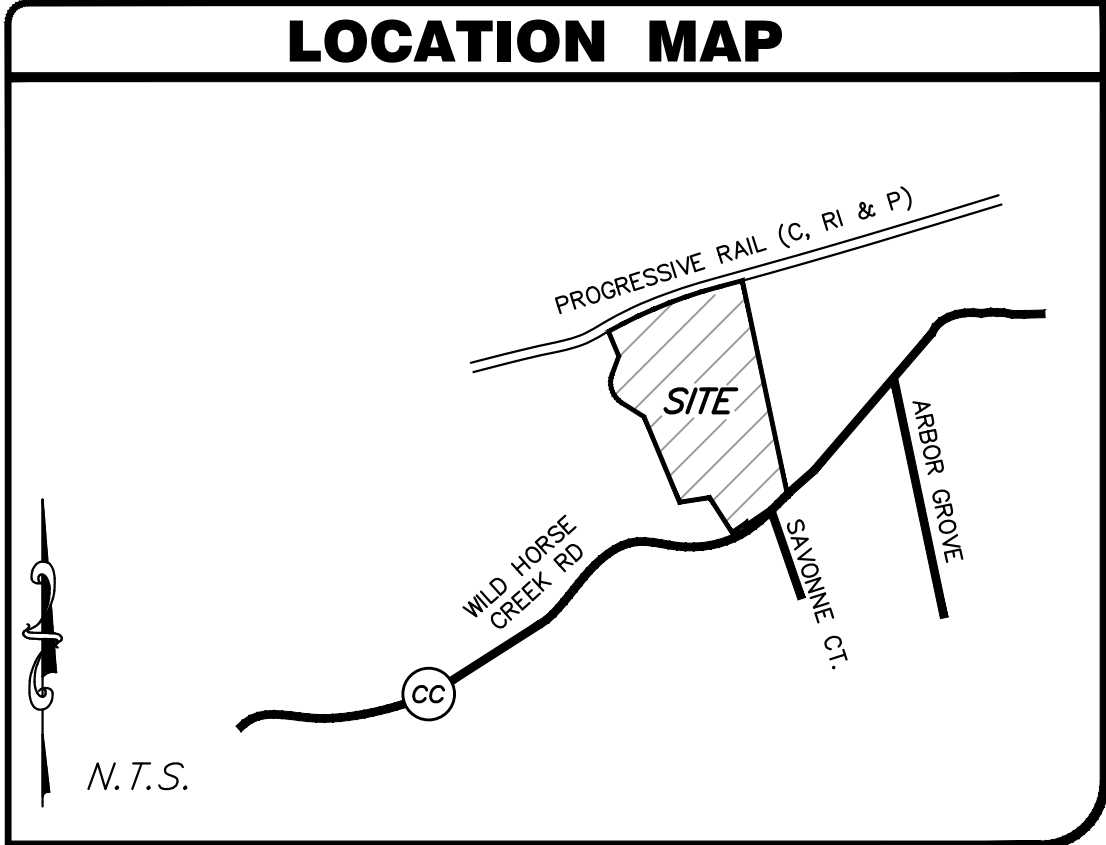 LOCATION MAP
PROGRESSIVE RAIL (C, RI & P)
SITE
ARBOR GROVE
SAVONNE CT.
WILD HORSE
CREEK RD
CC
N.T.S.